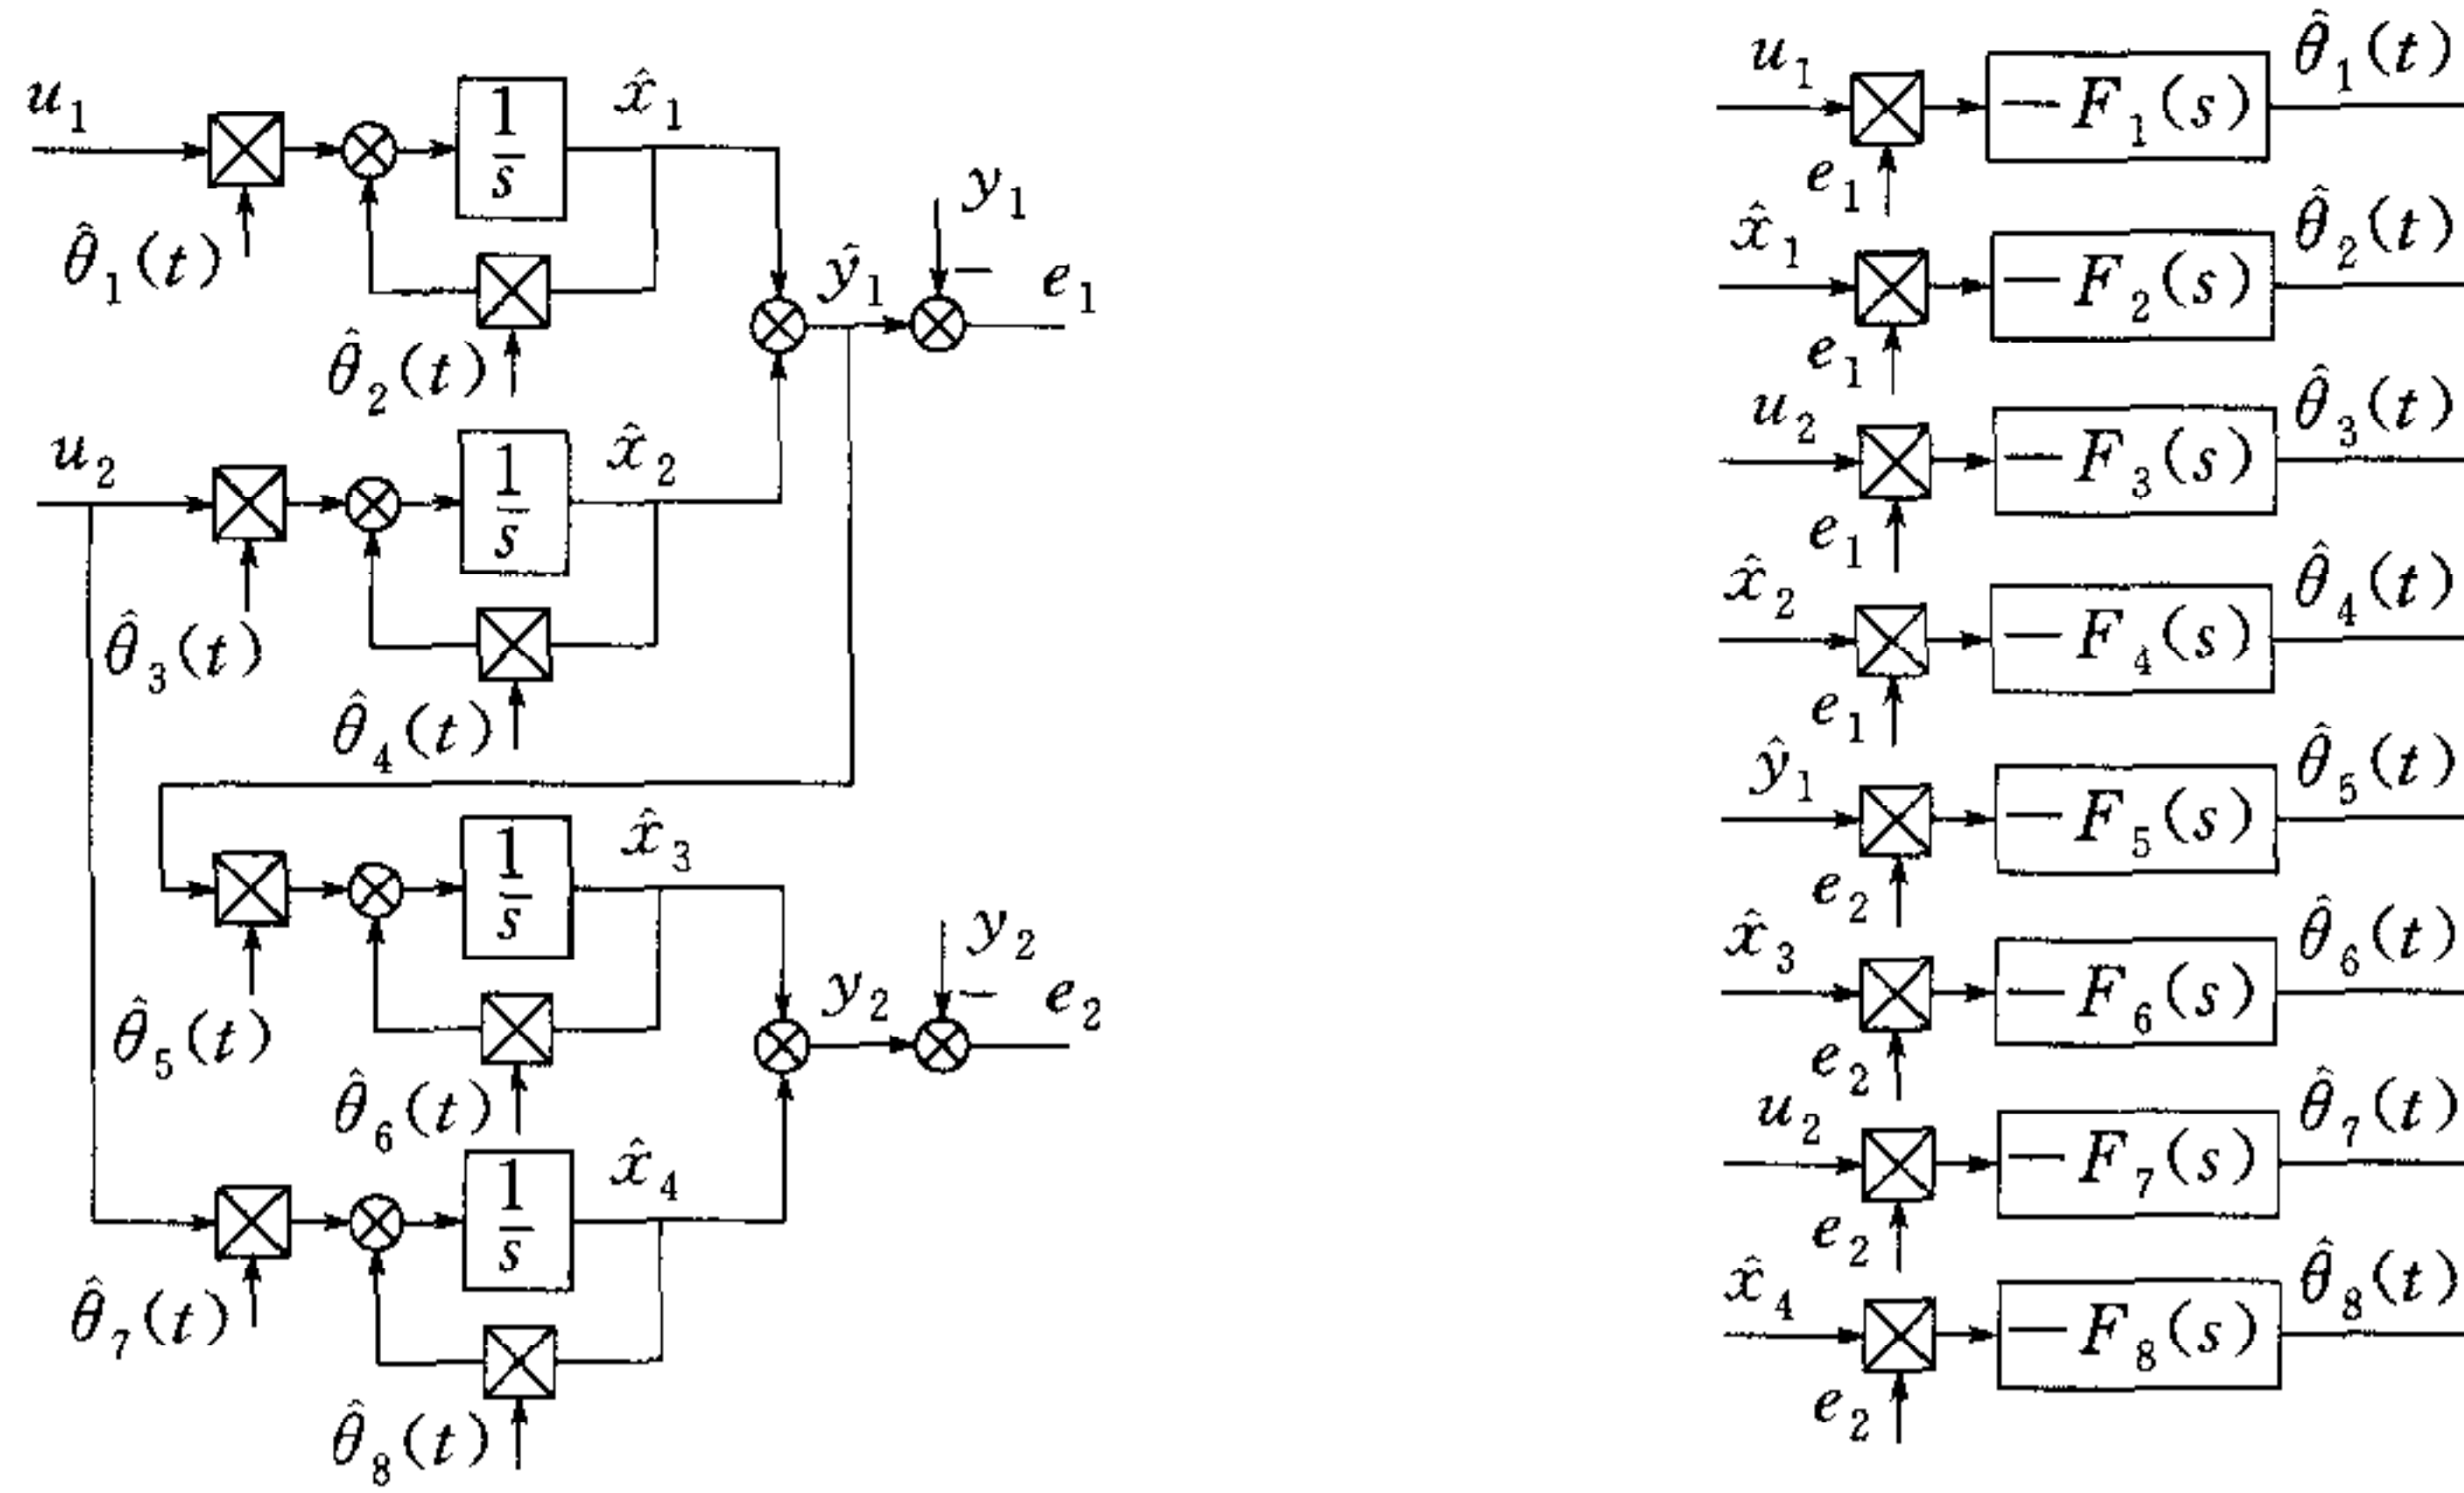 u₁
θ̂₁(t)
1/s
x̂₁
θ̂₂(t)
y₁
ŷ₁
−
e₁
u₂
θ̂₃(t)
1/s
x̂₂
θ̂₄(t)
θ̂₅(t)
1/s
x̂₃
θ̂₆(t)
y₂
y₂
−
e₂
θ̂₇(t)
1/s
x̂₄
θ̂₈(t)
u₁ e₁ −F₁(s) θ̂₁(t)
x̂₁ e₁ −F₂(s) θ̂₂(t)
u₂ e₁ −F₃(s) θ̂₃(t)
x̂₂ e₁ −F₄(s) θ̂₄(t)
ŷ₁ e₂ −F₅(s) θ̂₅(t)
x̂₃ e₂ −F₆(s) θ̂₆(t)
u₂ e₂ −F₇(s) θ̂₇(t)
x̂₄ e₂ −F₈(s) θ̂₈(t)